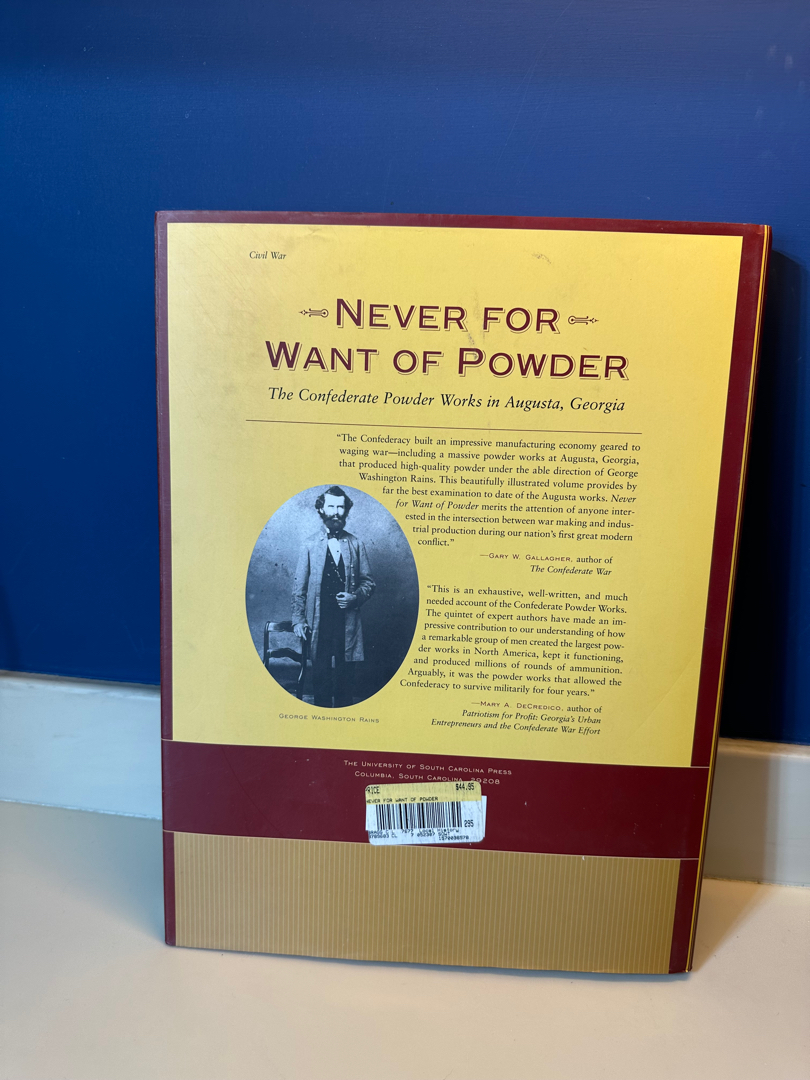 Civil War
NEVER FOR
WANT OF POWDER
The Confederate Powder Works in Augusta, Georgia
“The Confederacy built an impressive manufacturing economy geared to
waging war—including a massive powder works at Augusta, Georgia,
that produced high-quality powder under the able direction of George
Washington Rains. This beautifully illustrated volume provides by
far the best examination to date of the Augusta works. Never
for Want of Powder merits the attention of anyone inter-
ested in the intersection between war making and indus-
trial production during our nation’s first great modern
conflict.”
—GARY W. GALLAGHER, author of
The Confederate War
“This is an exhaustive, well-written, and much
needed account of the Confederate Powder Works.
The quintet of expert authors have made an im-
pressive contribution to our understanding of how
a remarkable group of men created the largest pow-
der works in North America, kept it functioning,
and produced millions of rounds of ammunition.
Arguably, it was the powder works that allowed the
Confederacy to survive militarily for four years.”
—MARY A. DECREDICO, author of
Patriotism for Profit: Georgia’s Urban
Entrepreneurs and the Confederate War Effort
GEORGE WASHINGTON RAINS
THE UNIVERSITY OF SOUTH CAROLINA PRESS
COLUMBIA, SOUTH CAROLINA 29208
PRICE $44.95
NEVER FOR WANT OF POWDER
295
Local History